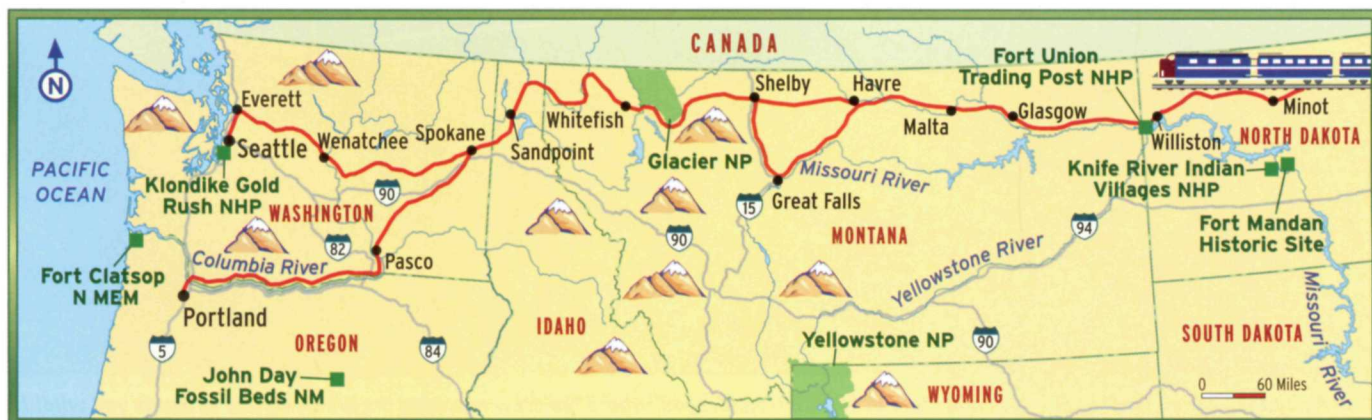 N
CANADA
Fort Union
Trading Post NHP
Everett
Shelby
Havre
Minot
Seattle
Wenatchee
Spokane
Sandpoint
Whitefish
Malta
Glasgow
Williston
NORTH DAKOTA
PACIFIC
OCEAN
Klondike Gold
Rush NHP
Glacier NP
Missouri River
Knife River Indian
Villages NHP
90
WASHINGTON
15
Great Falls
Fort Mandan
Historic Site
82
90
MONTANA
94
Fort Clatsop
N MEM
Columbia River
Pasco
Yellowstone River
Missouri River
Portland
IDAHO
SOUTH DAKOTA
5
OREGON
84
Yellowstone NP
90
John Day
Fossil Beds NM
WYOMING
0 60 Miles